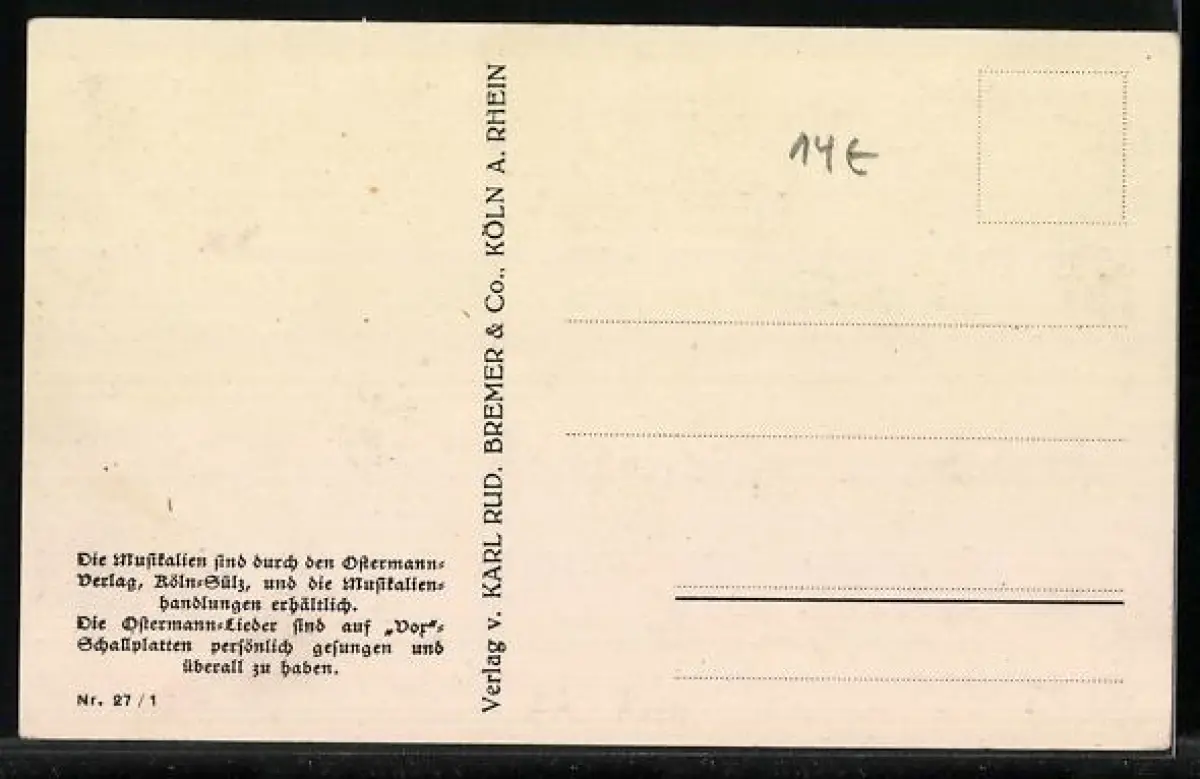 Die Musikalien sind durch den Ostermann-
Verlag, Köln-Sülz, und die Musikalien-
handlungen erhältlich.
Die Ostermann-Lieder sind auf „Vox"-
Schallplatten persönlich gesungen und
überall zu haben.
Nr. 27/1
Verlag v. KARL RUD. BREMER & Co., KÖLN A. RHEIN
14€